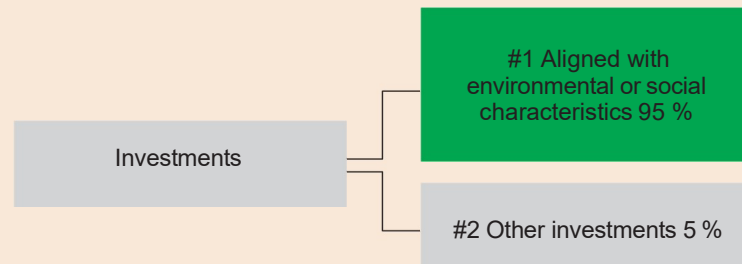 #1 Aligned with
environmental or social
characteristics 95 %
Investments
#2 Other investments 5 %